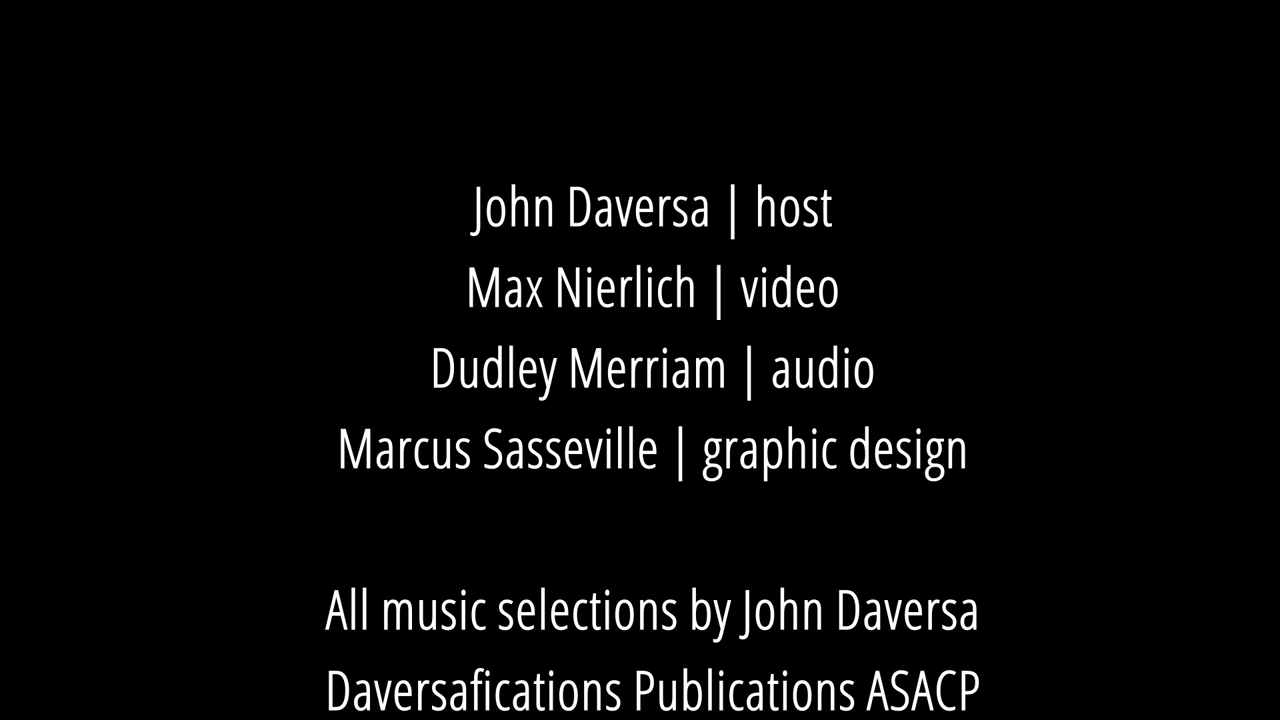 John Daversa | host
Max Nierlich | video
Dudley Merriam | audio
Marcus Sasseville | graphic design
All music selections by John Daversa
Daversafications Publications ASACP